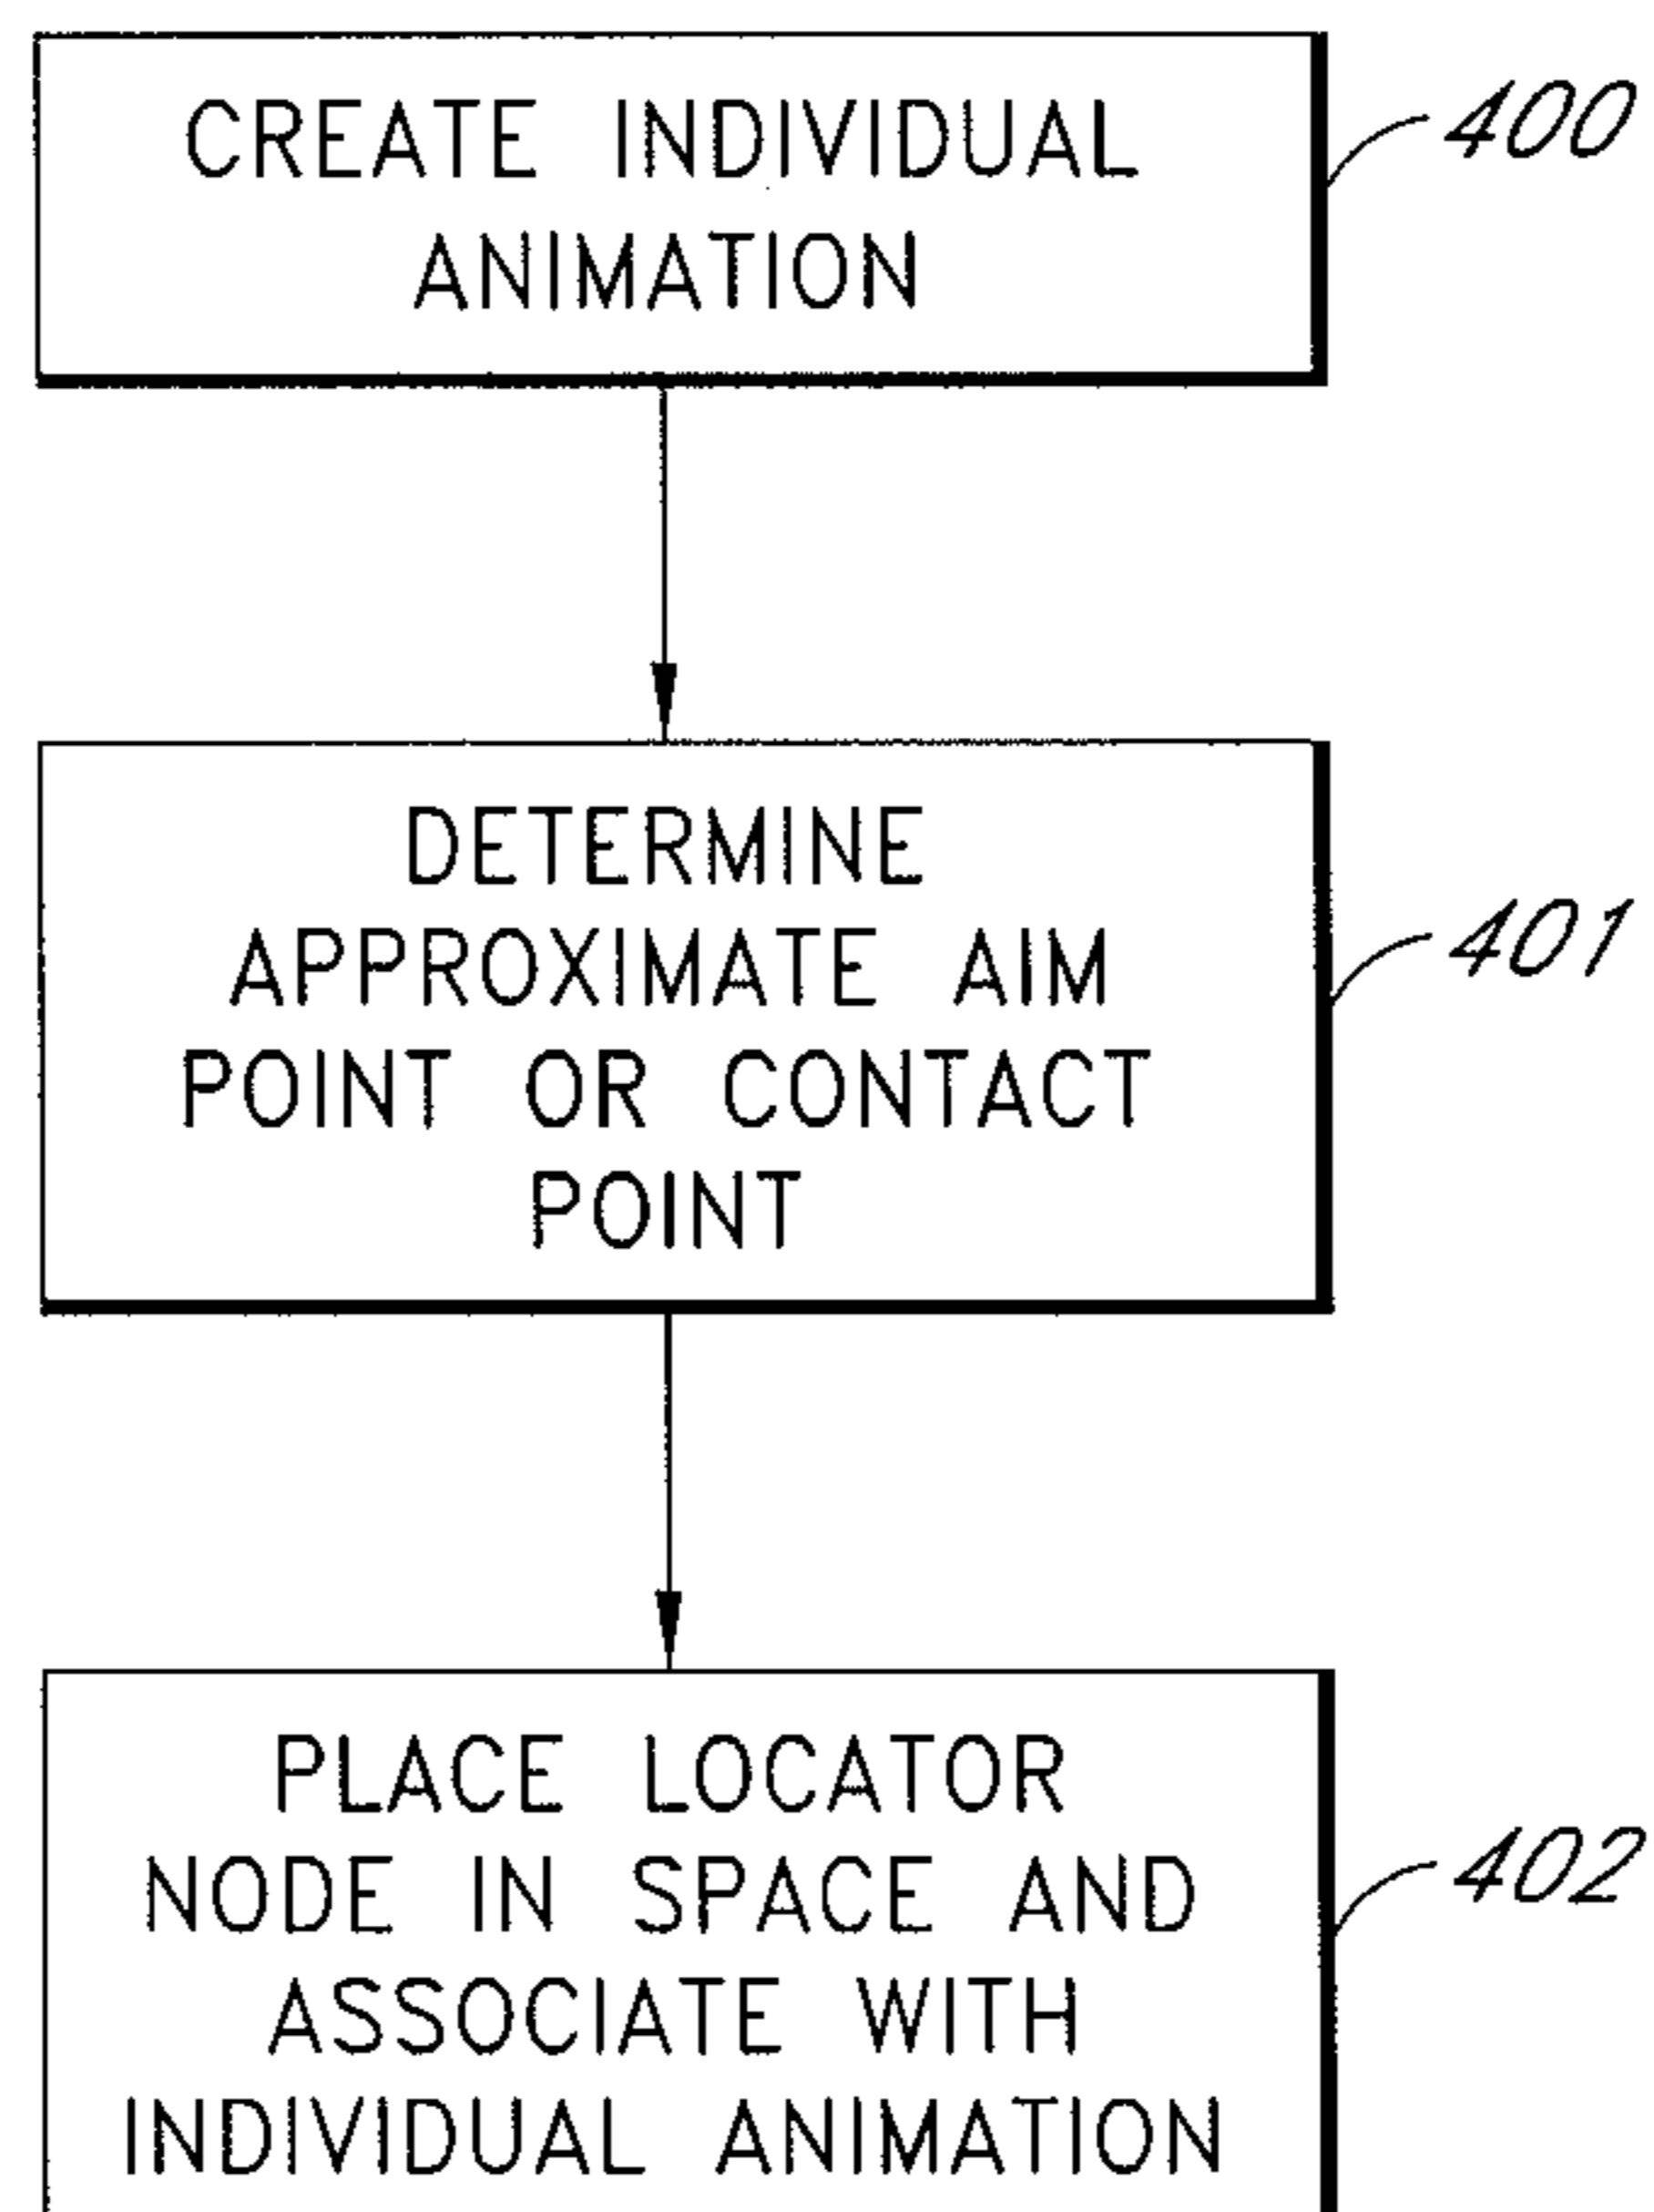 CREATE INDIVIDUAL
ANIMATION
400
DETERMINE
APPROXIMATE AIM
POINT OR CONTACT
POINT
401
PLACE LOCATOR
NODE IN SPACE AND
ASSOCIATE WITH
INDIVIDUAL ANIMATION
402